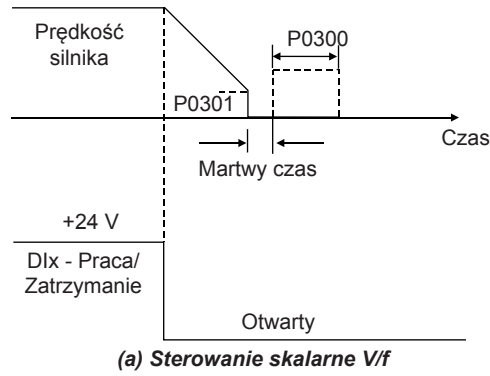 Prędkość
silnika
P0300
P0301
Czas
Martwy czas
+24 V
DIx - Praca/
Zatrzymanie
Otwarty
(a) Sterowanie skalarne V/f